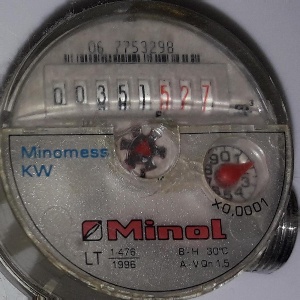 06 7753298
00351527
Minomess
KW
X0.0001
Minol
LT 1476 1996
B-H 30°C
A-V Qn 1.5